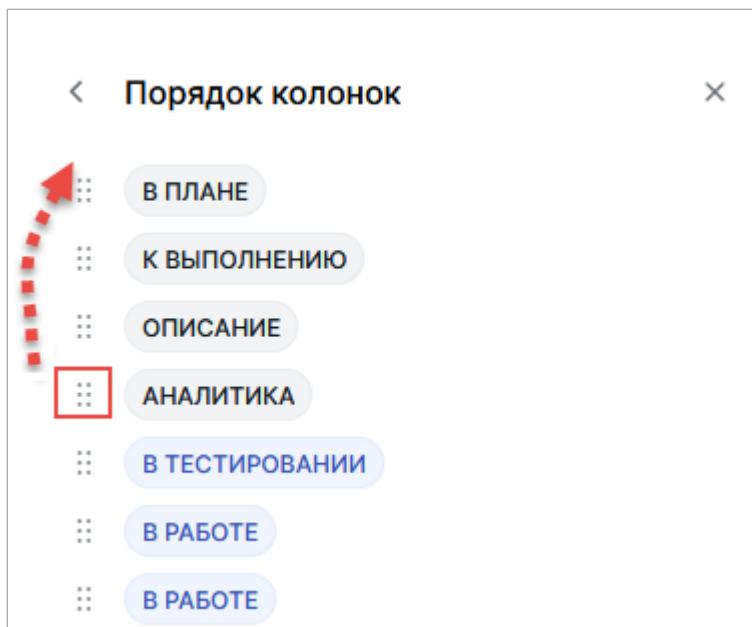 Порядок колонок
В ПЛАНЕ
К ВЫПОЛНЕНИЮ
ОПИСАНИЕ
АНАЛИТИКА
В ТЕСТИРОВАНИИ
В РАБОТЕ
В РАБОТЕ